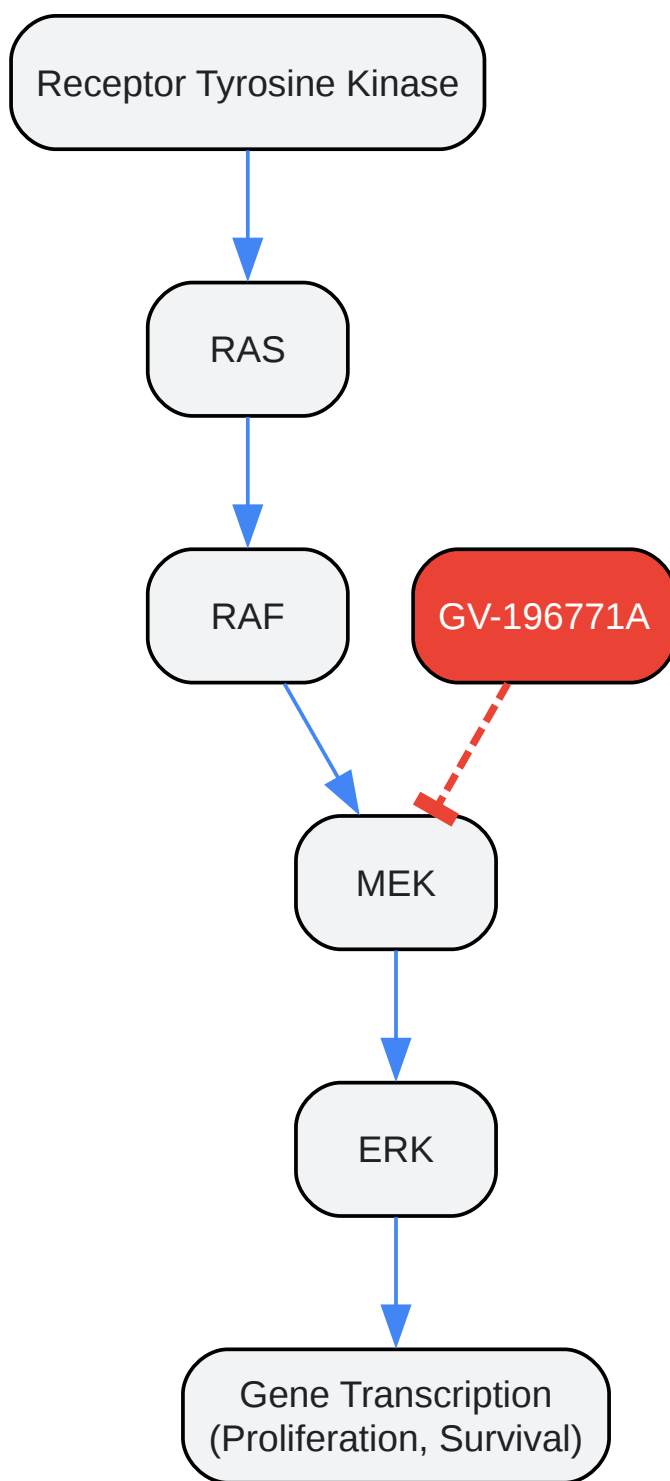 Receptor Tyrosine Kinase
RAS
RAF
GV-196771A
MEK
ERK
Gene Transcription
(Proliferation, Survival)